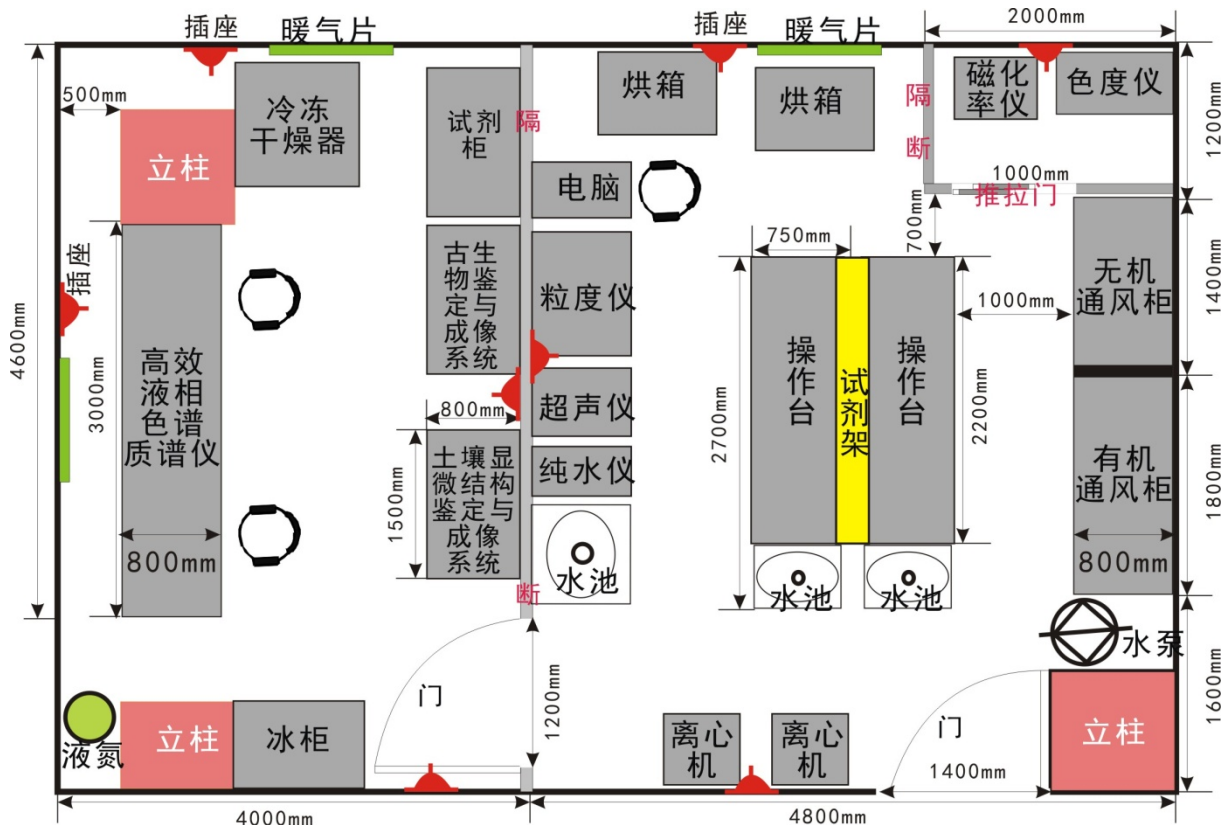 插座
暖气片
插座
暖气片
2000mm
500mm
冷冻
干燥器
试剂
柜
隔
烘箱
烘箱
隔
断
磁化
率仪
色度仪
1200mm
立柱
电脑
1000mm
推拉门
700mm
插座
4600mm
3000mm
高效
液相
色谱
质谱仪
800mm
古生
物鉴
定与
成像
系统
粒度仪
750mm
2700mm
操
作
台
试
剂
架
操
作
台
2200mm
1000mm
无机
通风柜
1400mm
800mm
1500mm
土壤显
微结构
鉴定与
成像
系统
超声仪
纯水仪
水池
断
水池
水池
有机
通风柜
800mm
1800mm
水泵
1600mm
液氮
立柱
冰柜
门
1200mm
离心
机
离心
机
门
1400mm
立柱
4000mm
4800mm